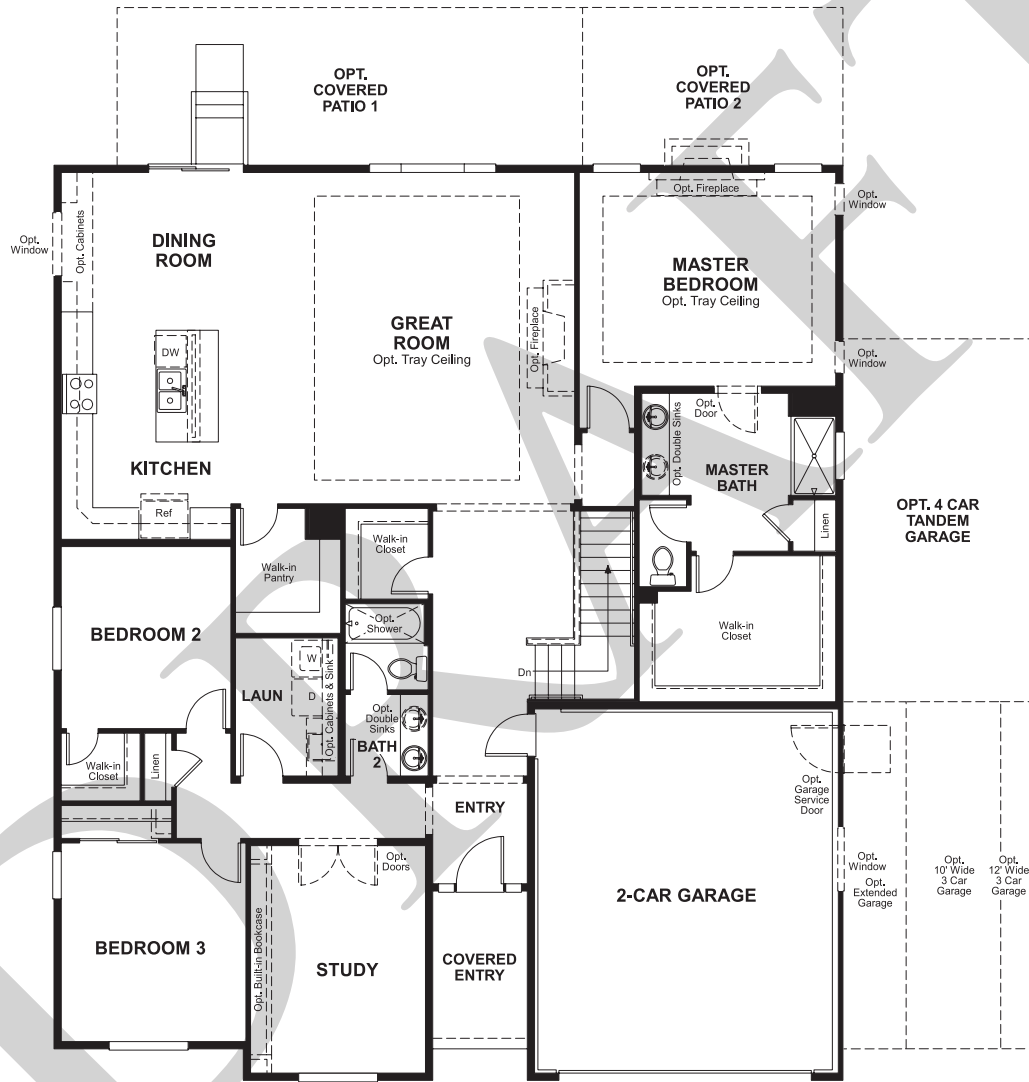 OPT.
COVERED
PATIO 1
OPT.
COVERED
PATIO 2
Opt. Fireplace
Opt.
Window
Opt.
Window
Opt. Cabinets
DINING
ROOM
MASTER
BEDROOM
Opt. Tray Ceiling
GREAT
ROOM
Opt. Tray Ceiling
Opt. Fireplace
DW
Opt.
Window
Opt.
Door
Opt. Double Sinks
KITCHEN
MASTER
BATH
Ref
Linen
OPT. 4 CAR
TANDEM
GARAGE
Walk-in
Closet
Walk-in
Pantry
Opt.
Shower
BEDROOM 2
Walk-in
Closet
W
D
LAUN
Opt. Cabinets & Sink
Dn
Opt.
Double
Sinks
BATH
2
Walk-in
Closet
Linen
Opt.
Garage
Service
Door
ENTRY
Opt.
Doors
Opt.
Window
Opt.
Extended
Garage
Opt.
10' Wide
3 Car
Garage
Opt.
12' Wide
3 Car
Garage
2-CAR GARAGE
BEDROOM 3
Opt. Built-in Bookcase
STUDY
COVERED
ENTRY
DRAFT